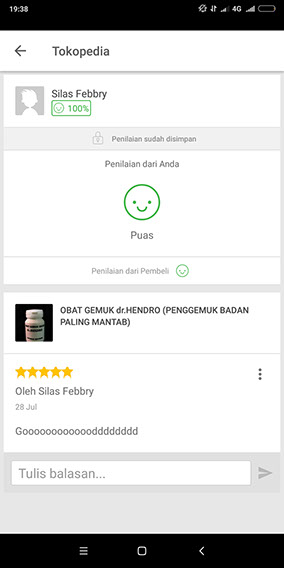 19:38
4G
Tokopedia
Silas Febbry
100%
Penilaian sudah disimpan
Penilaian dari Anda
Puas
Penilaian dari Pembeli
OBAT GEMUK dr.HENDRO (PENGGEMUK BADAN
PALING MANTAB)
Oleh Silas Febbry
28 Jul
Goooooooooooodddddddd
Tulis balasan...